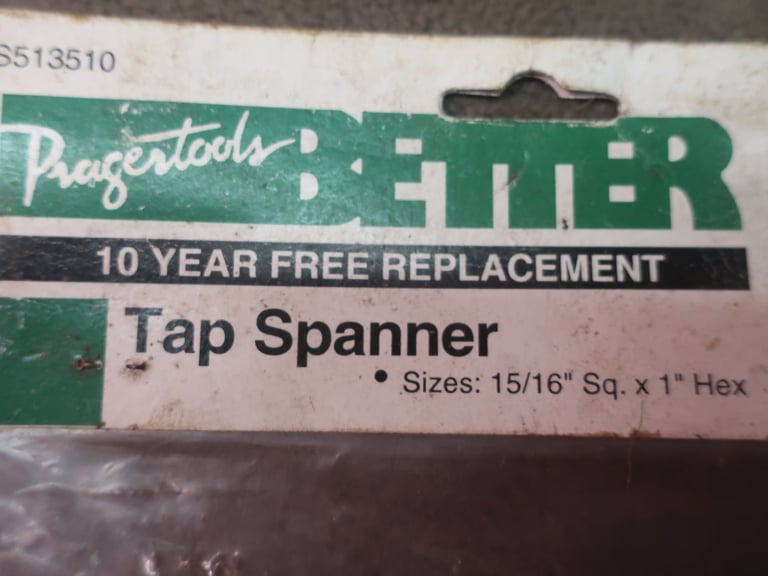 S513510
Pragertools BETTER
10 YEAR FREE REPLACEMENT
Tap Spanner
• Sizes: 15/16" Sq. x 1" Hex